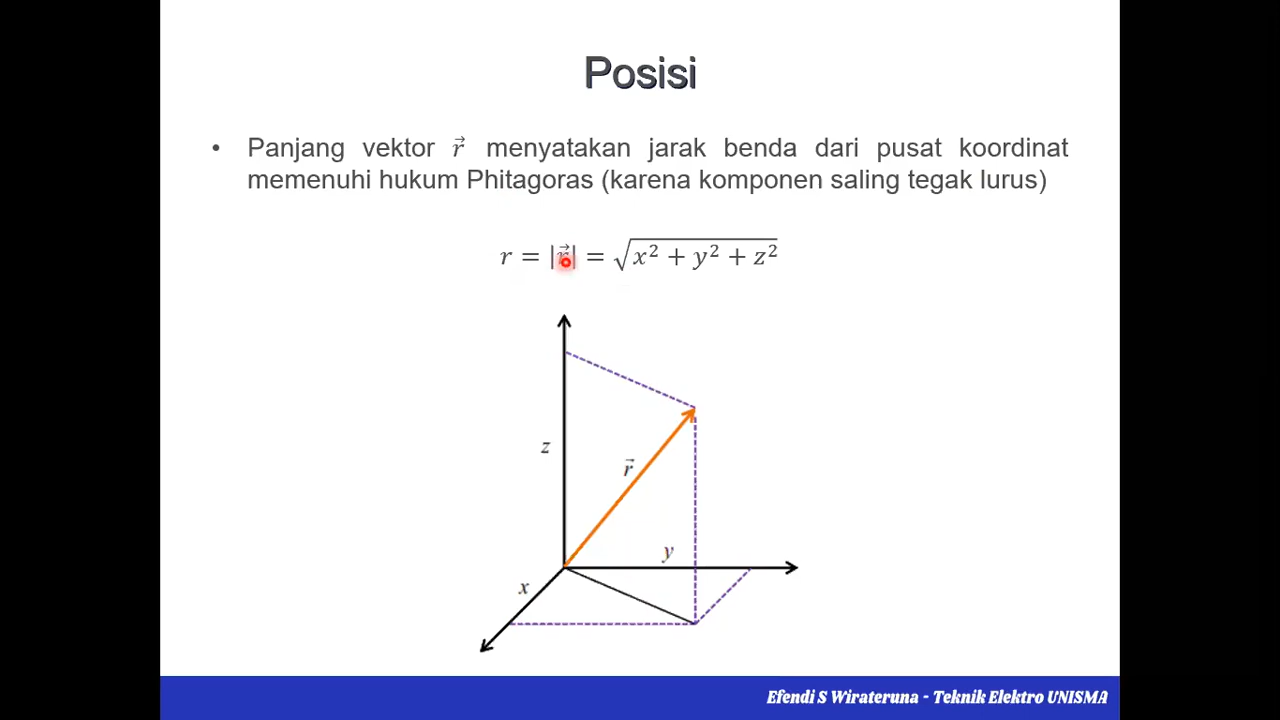 Posisi
• Panjang vektor r⃗ menyatakan jarak benda dari pusat koordinat
memenuhi hukum Phitagoras (karena komponen saling tegak lurus)
r = |r⃗| = √(x² + y² + z²)
z
r⃗
y
x
Efendi S Wirateruna - Teknik Elektro UNISMA